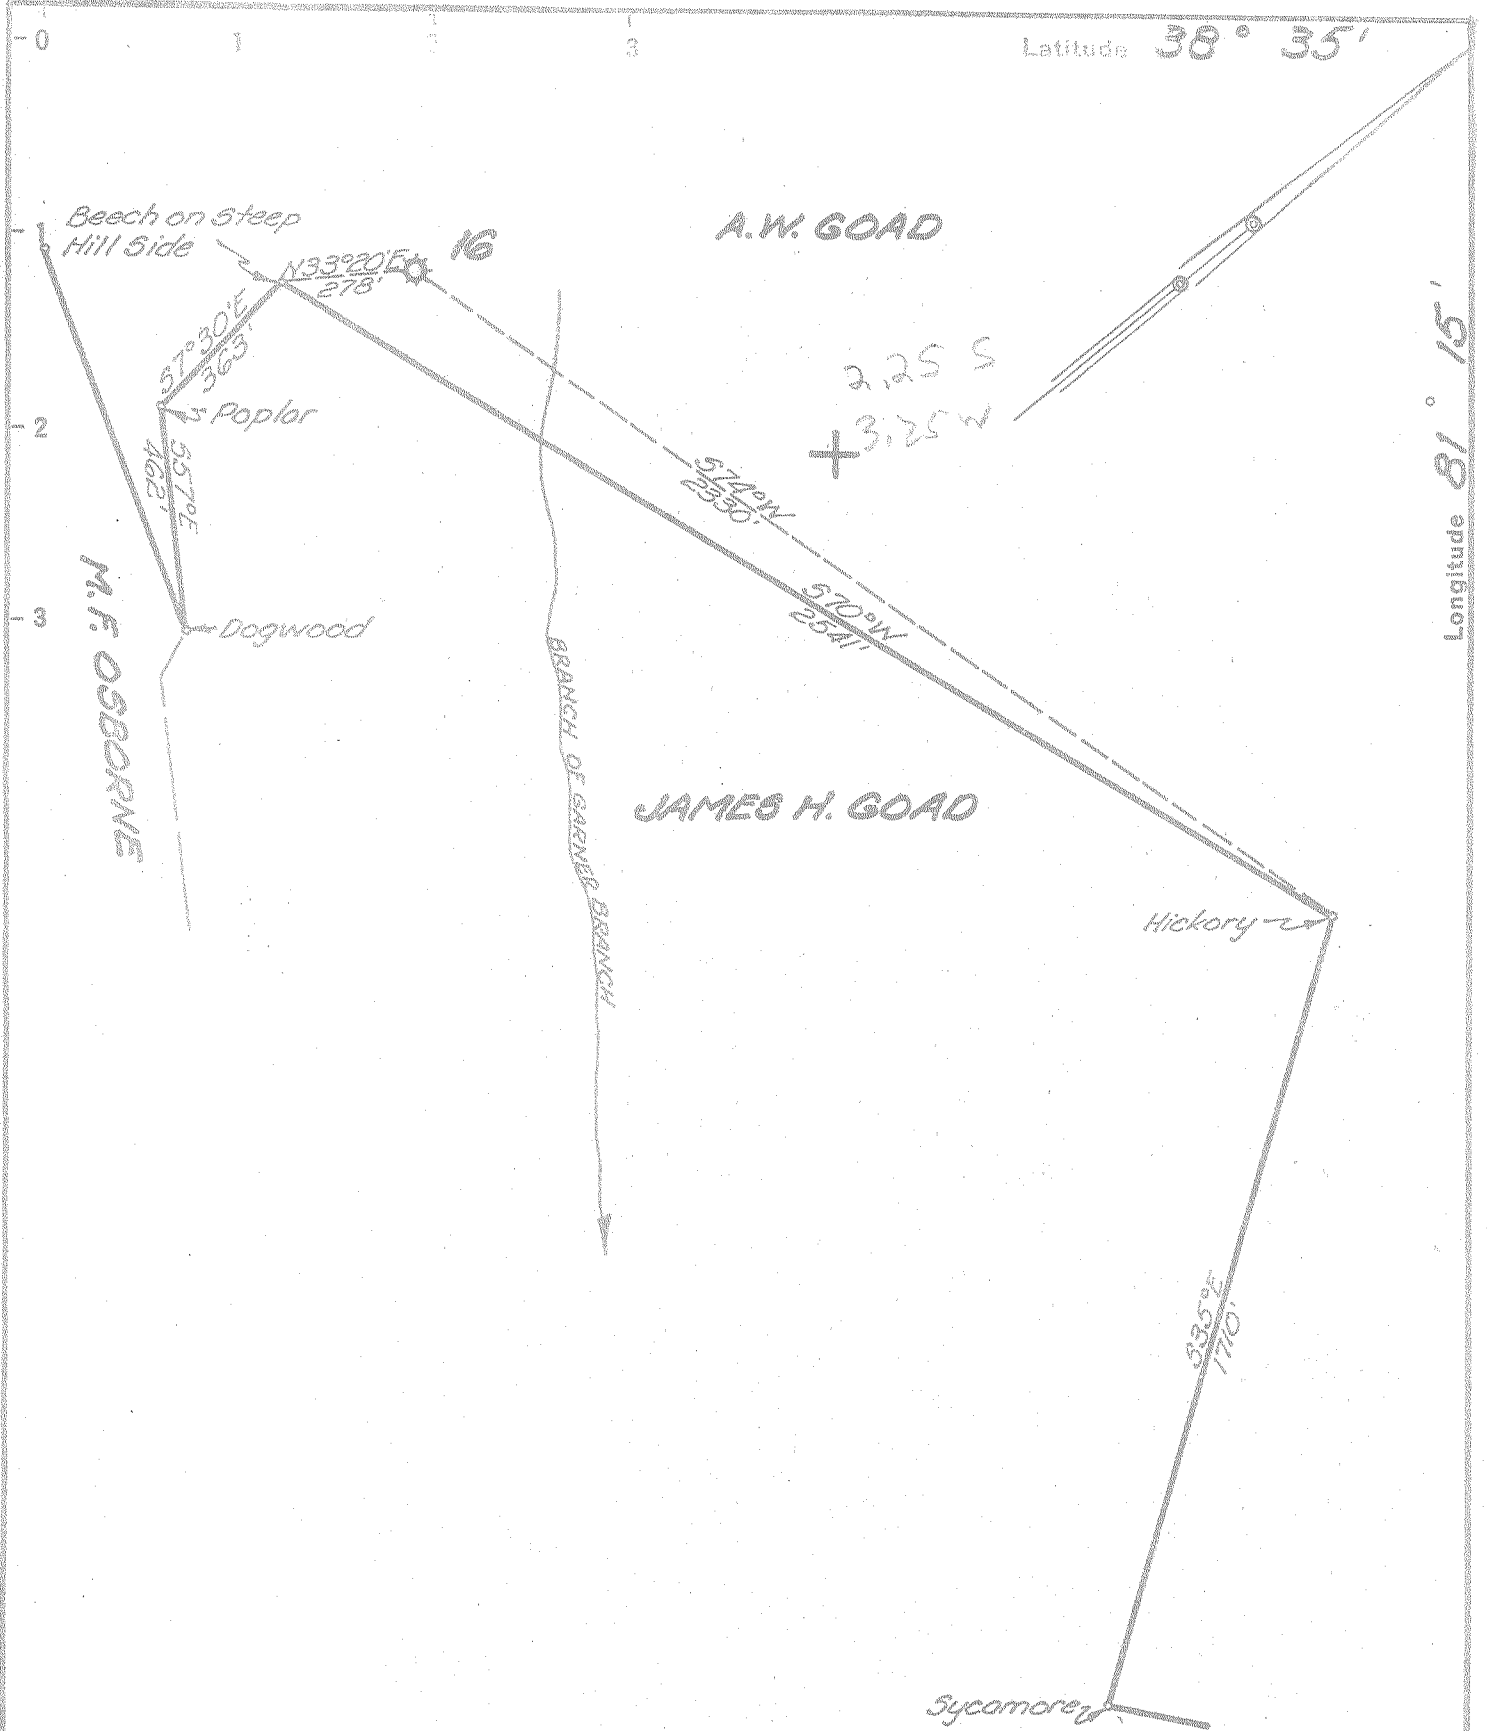 0 1 2 3
Latitude 38° 35'
Longitude 81° 15'
1
2
3
Beech on Steep
Hill Side
N33°20'E
278'
16
A.W. GOAD
S7°30'E
363'
Poplar
2.25 S
3.25 W
S57°E
462'
S74°W
2330'
Dogwood
M.F. OSBORNE
S70°W
2541'
BRANCH OF GARNER BRANCH
JAMES H. GOAD
Hickory
S35°E
1710'
Sycamore